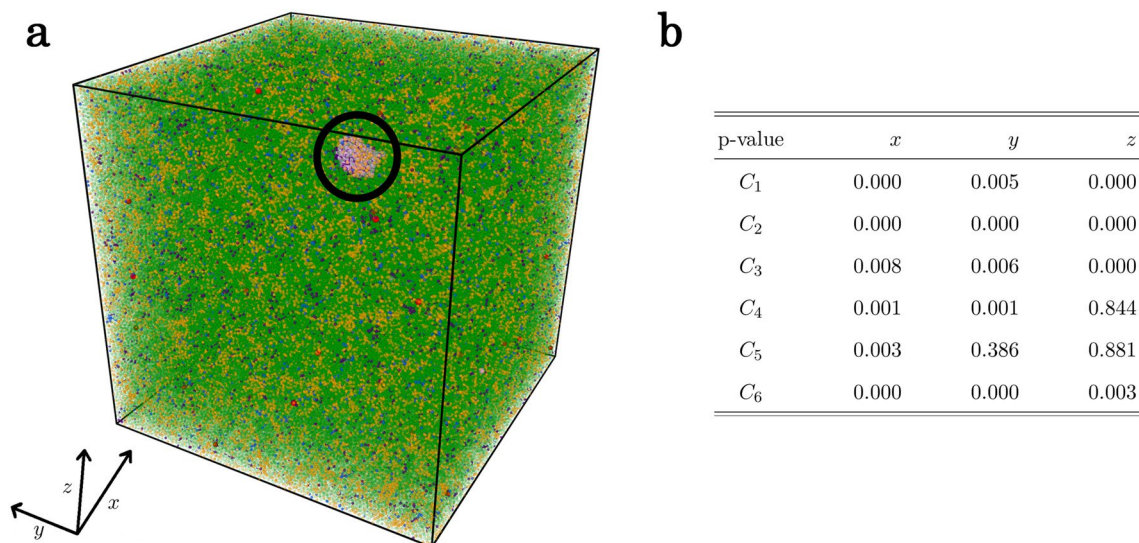 a
z
x
y
b
p-value x y z
C₁ 0.000 0.005 0.000
C₂ 0.000 0.000 0.000
C₃ 0.008 0.006 0.000
C₄ 0.001 0.001 0.844
C₅ 0.003 0.386 0.881
C₆ 0.000 0.000 0.003